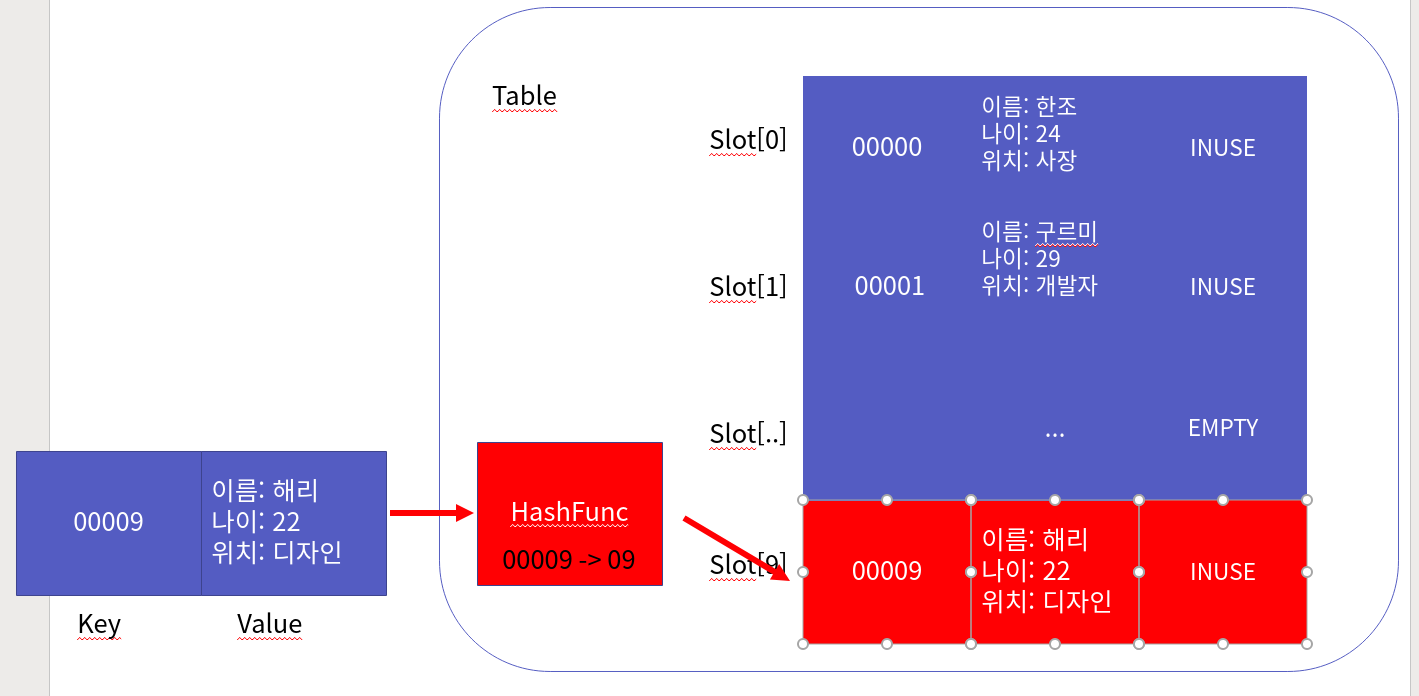 Table
Slot[0]
00000
이름: 한조
나이: 24
위치: 사장
INUSE
Slot[1]
00001
이름: 구르미
나이: 29
위치: 개발자
INUSE
Slot[..]
...
EMPTY
00009
이름: 해리
나이: 22
위치: 디자인
Key
Value
HashFunc
00009 -> 09
Slot[9]
00009
이름: 해리
나이: 22
위치: 디자인
INUSE